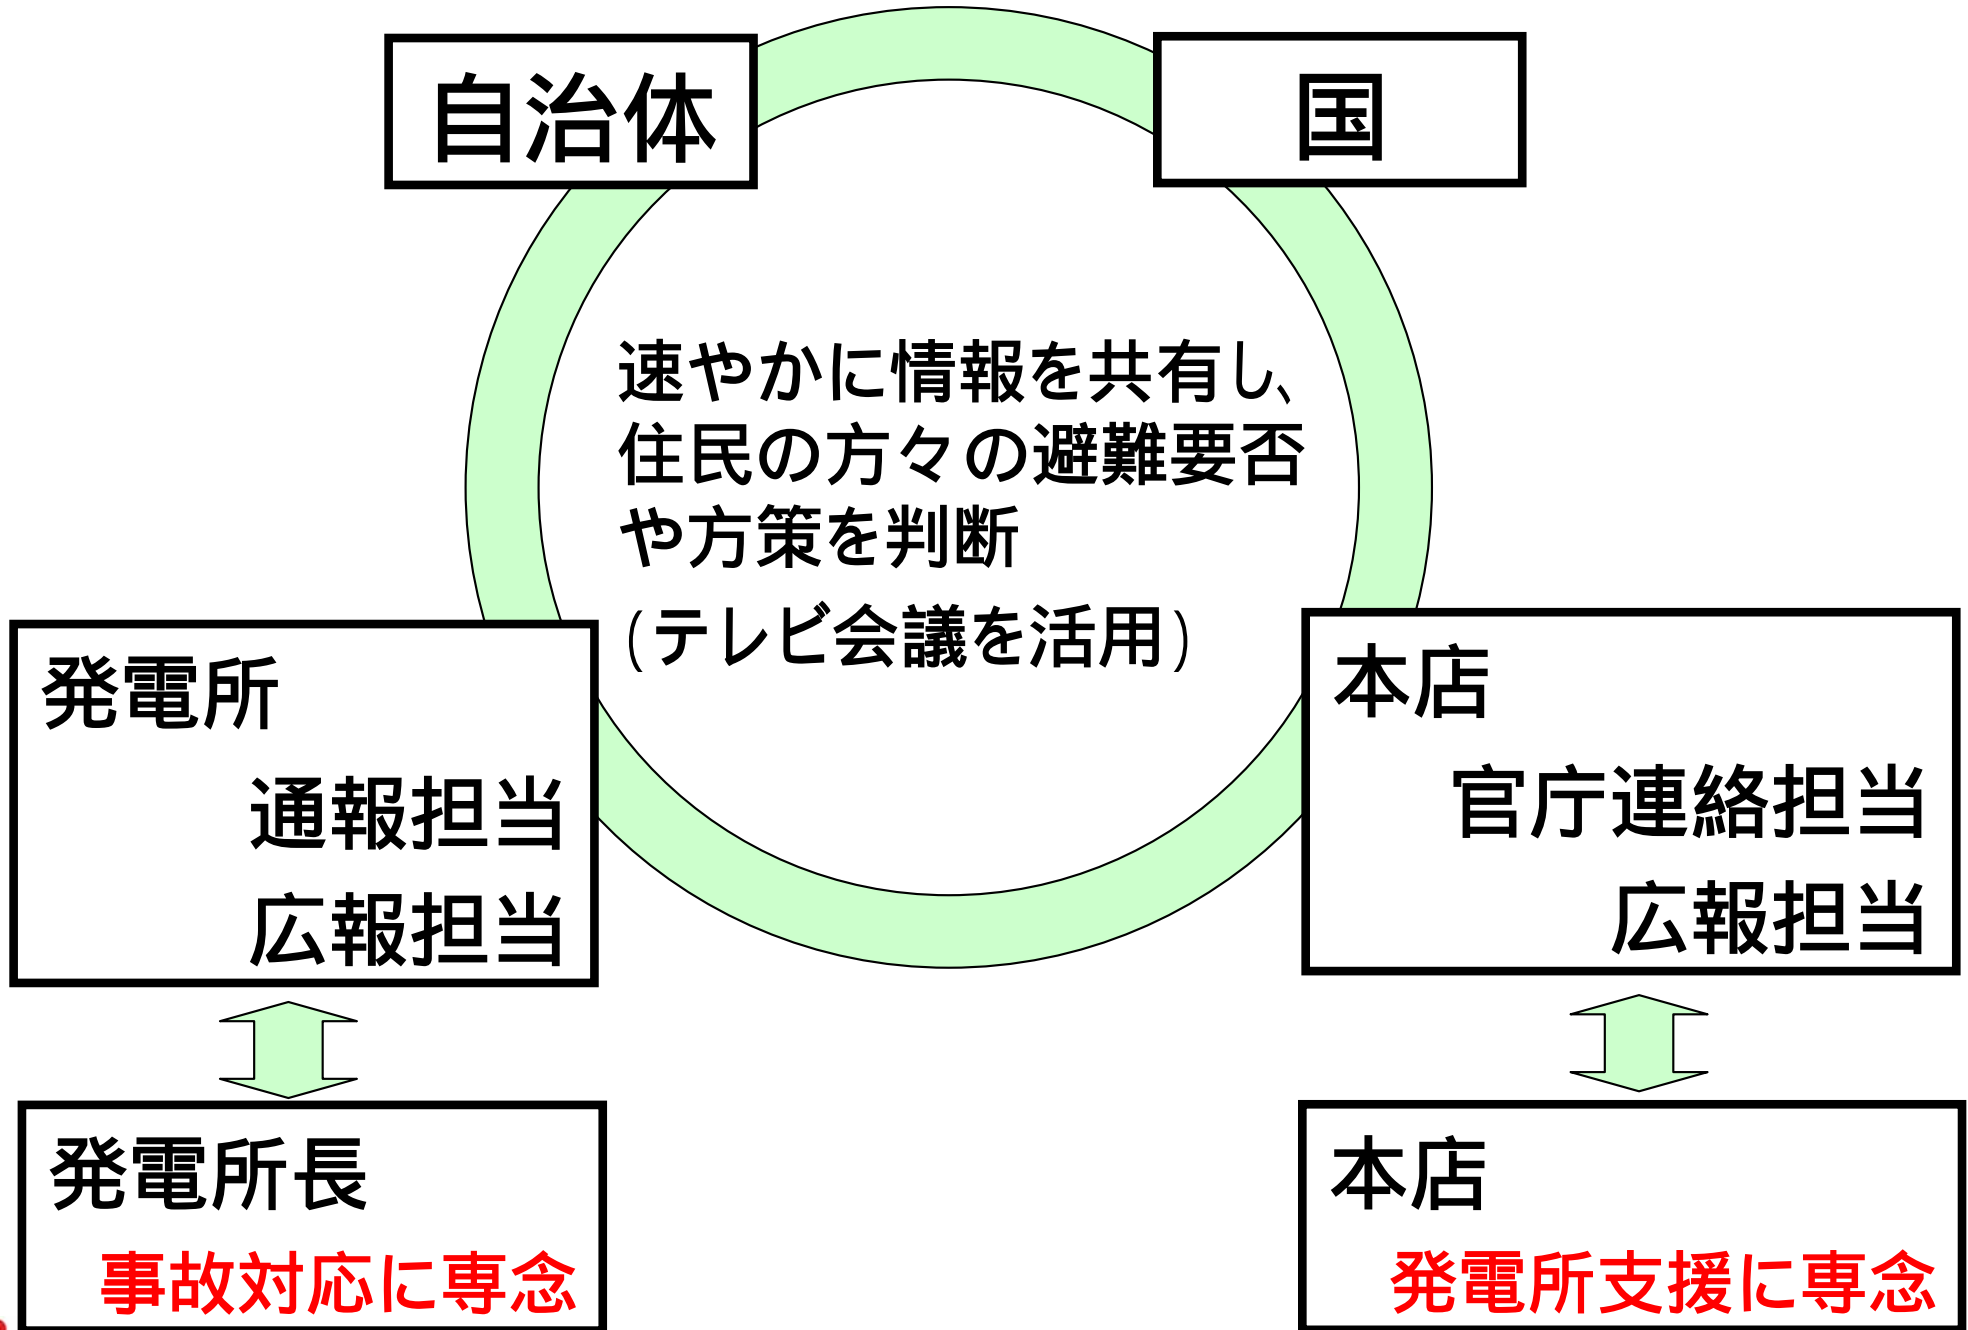 自治体
国
速やかに情報を共有し、
住民の方々の避難要否
や方策を判断
(テレビ会議を活用)
発電所
通報担当
広報担当
本店
官庁連絡担当
広報担当
発電所長
事故対応に専念
本店
発電所支援に専念